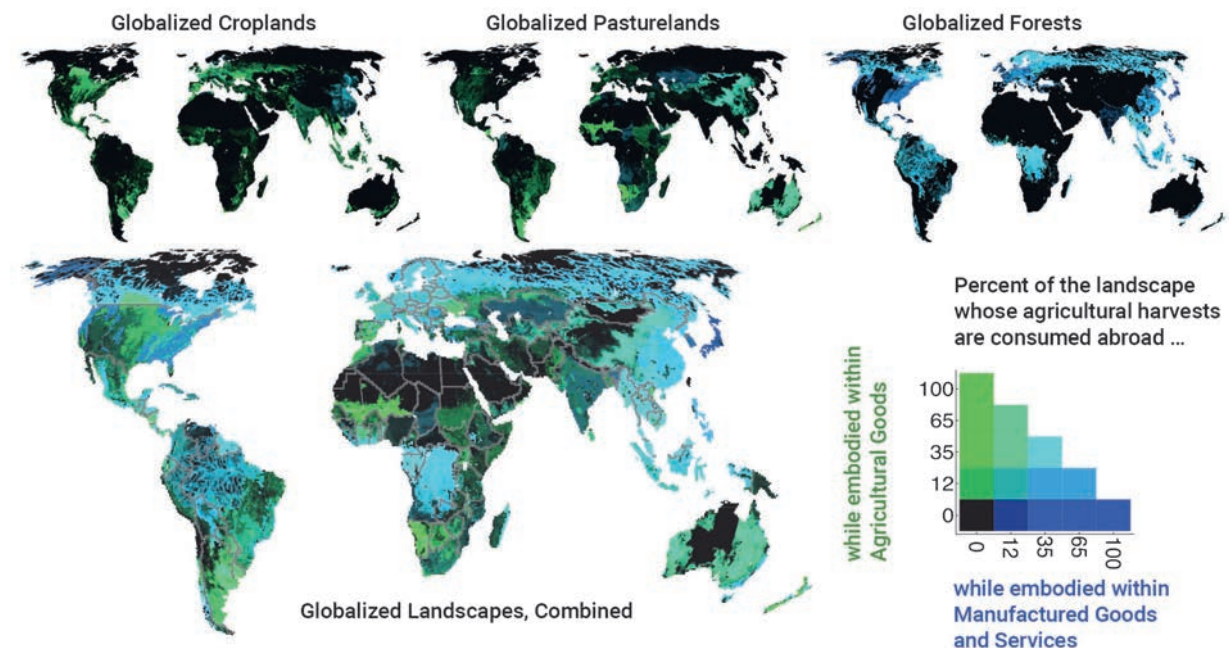 Globalized Croplands
Globalized Pasturelands
Globalized Forests
Globalized Landscapes, Combined
Percent of the landscape
whose agricultural harvests
are consumed abroad ...
while embodied within
Agricultural Goods
100
65
35
12
0
0
12
35
65
100
while embodied within
Manufactured Goods
and Services